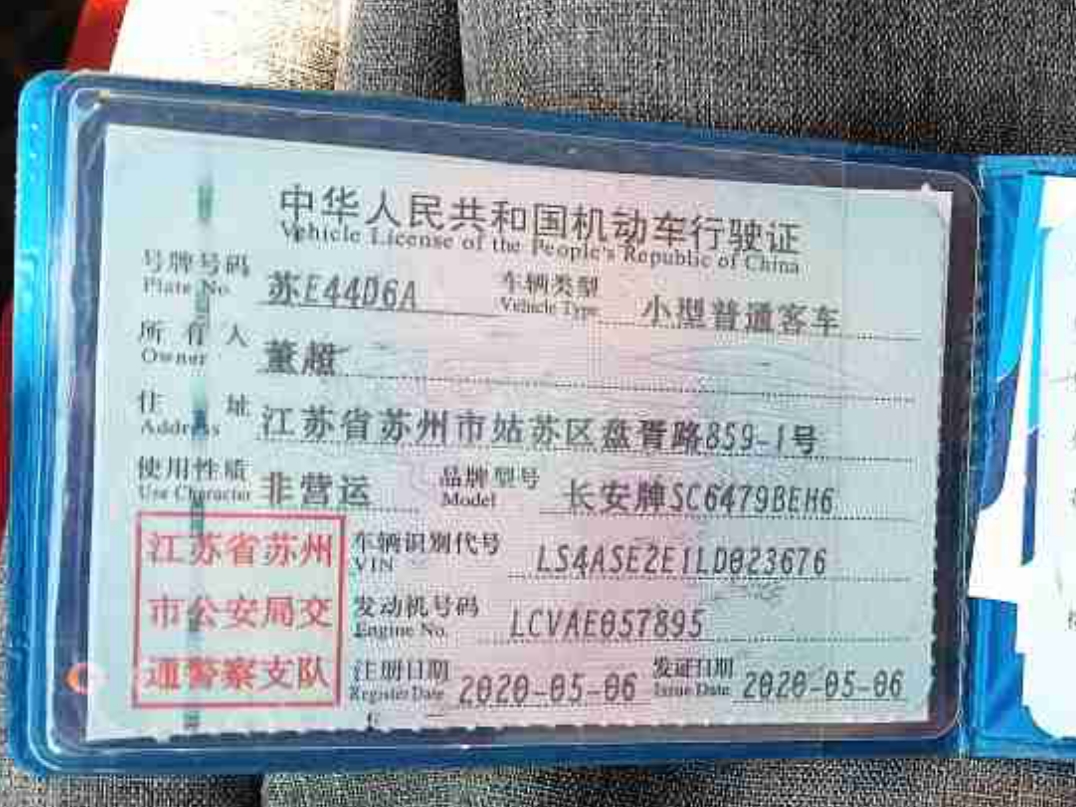 中华人民共和国机动车行驶证
Vehicle License of the People's Republic of China
号牌号码 苏E44D6A 车辆类型 小型普通客车
Plate No. Vehicle Type
所有人 董
Owner
住址 江苏省苏州市姑苏区盘胥路859-1号
Address
使用性质 非营运 品牌型号 长安牌SC6479BEH6
Use Character Model
江苏省苏州
市公安局交
通警察支队
车辆识别代号 LS4ASE2E1LD023676
VIN
发动机号码 LCVAE057895
Engine No.
注册日期 2020-05-06 发证日期 2020-05-06
Register Date Issue Date